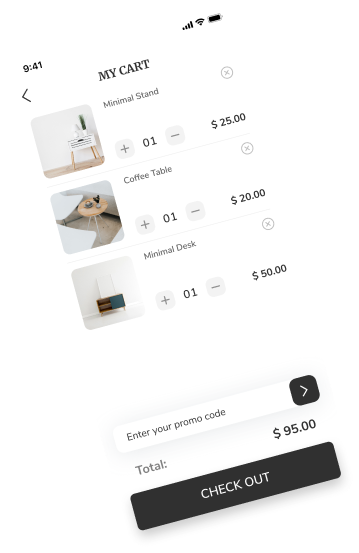 9:41
MY CART
Minimal Stand
01
$ 25.00
Coffee Table
01
$ 20.00
Minimal Desk
01
$ 50.00
Enter your promo code
Total:
$ 95.00
CHECK OUT